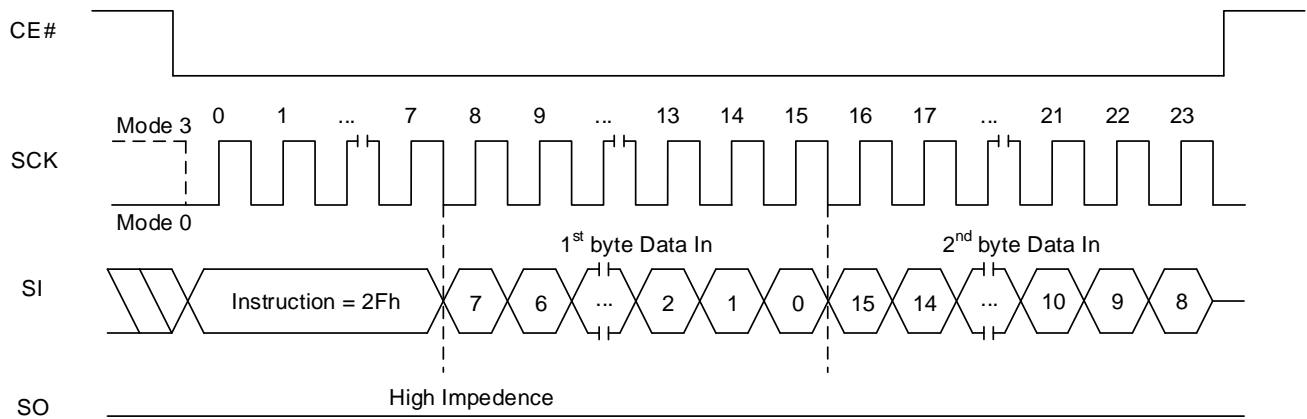 CE#
0 1 ... 7 8 9 ... 13 14 15 16 17 ... 21 22 23
Mode 3
SCK
Mode 0
1st byte Data In 2nd byte Data In
SI Instruction = 2Fh 7 6 ... 2 1 0 15 14 ... 10 9 8
High Impedence
SO